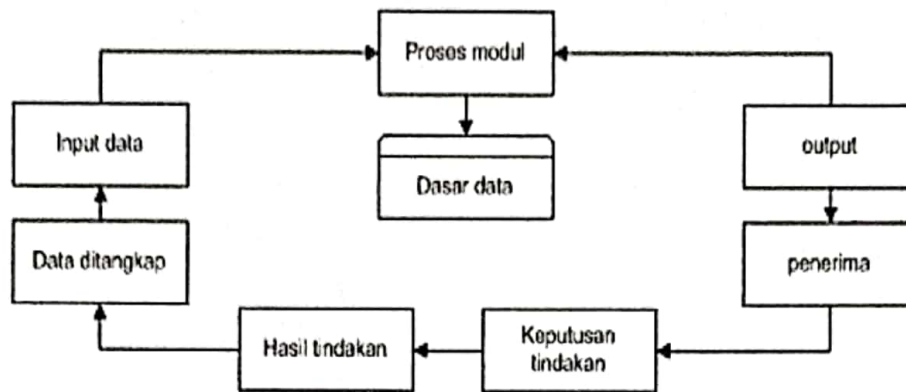 Proses modul
Input data
output
Dasar data
Data ditangkap
penerima
Hasil tindakan
Keputusan
tindakan